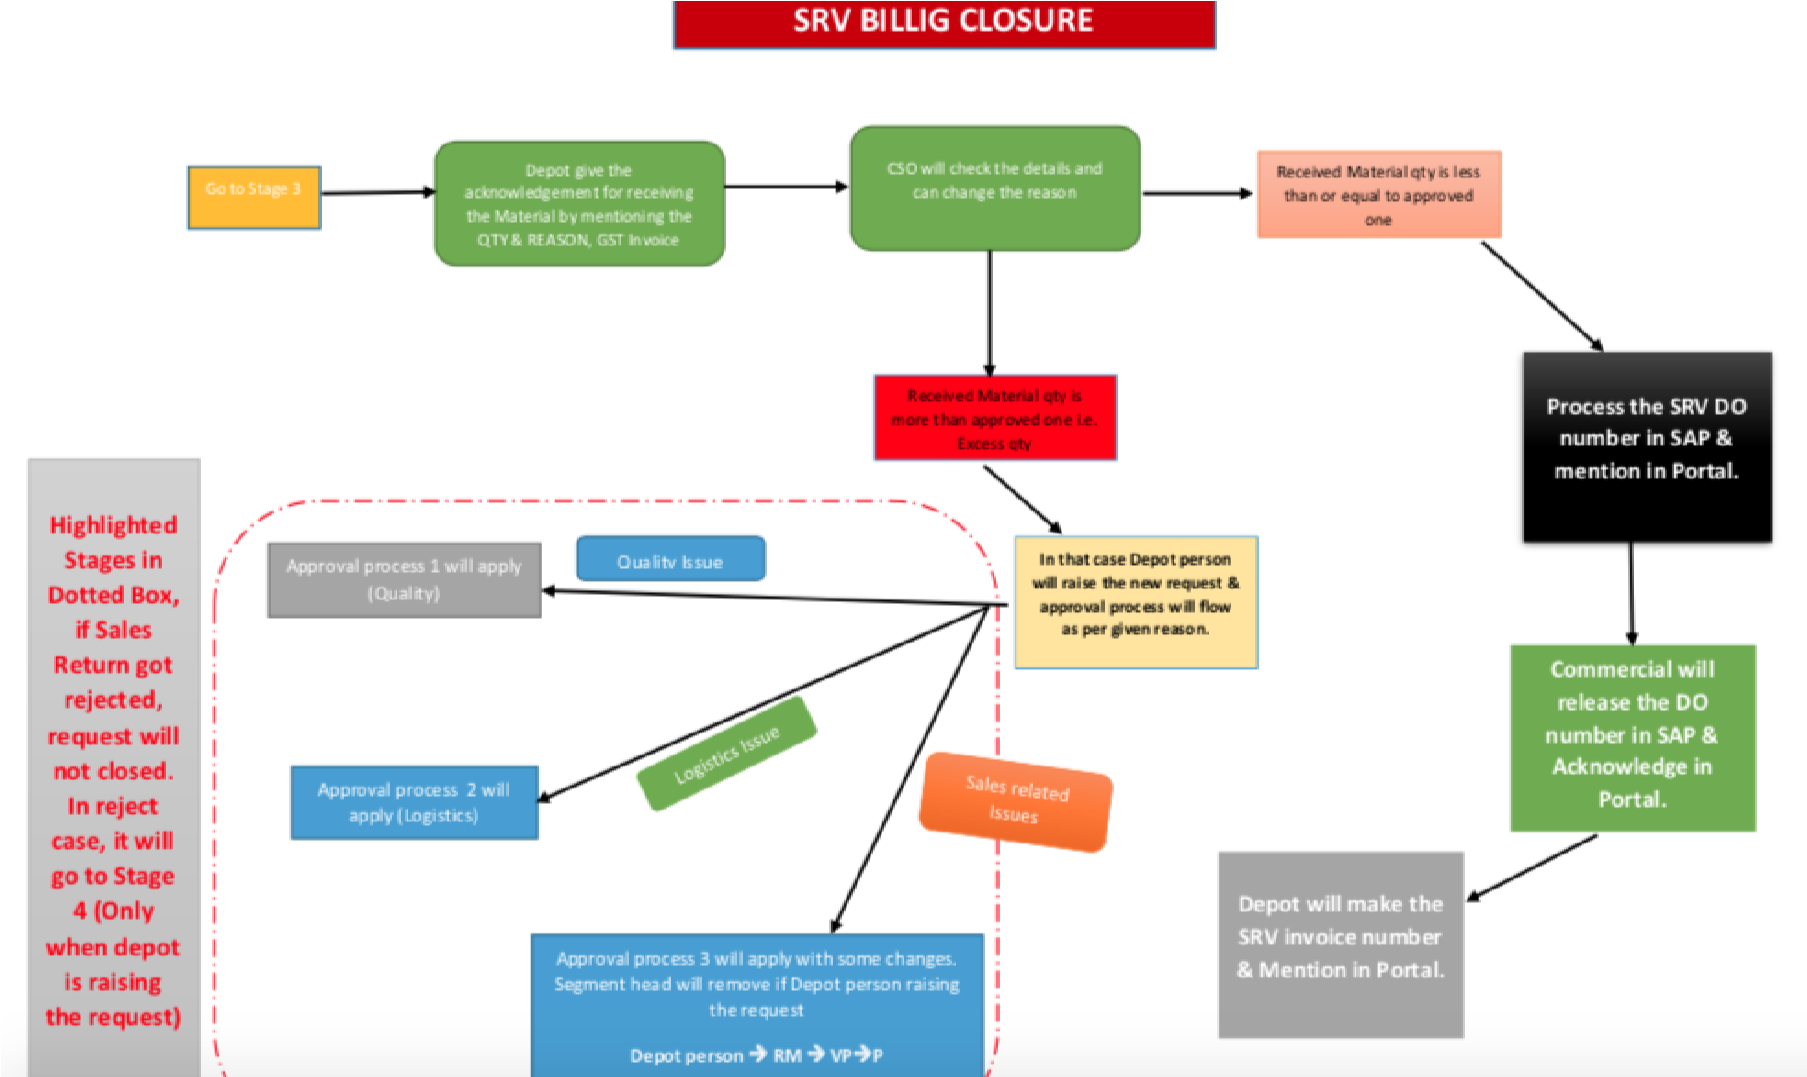 SRV BILLIG CLOSURE
Go to Stage 3
Depot give the
acknowledgement for receiving
the Material by mentioning the
QTY & REASON, GST Invoice
CSO will check the details and
can change the reason
Received Material qty is less
than or equal to approved
one
Received Material qty is
more than approved one i.e.
Excess qty
Process the SRV DO
number in SAP &
mention in Portal.
In that case Depot person
will raise the new request &
approval process will flow
as per given reason.
Highlighted
Stages in
Dotted Box,
if Sales
Return got
rejected,
request will
not closed.
In reject
case, it will
go to Stage
4 (Only
when depot
is raising
the request)
Quality Issue
Approval process 1 will apply
(Quality)
Logistics Issue
Approval process 2 will
apply (Logistics)
Sales related
Issues
Commercial will
release the DO
number in SAP &
Acknowledge in
Portal.
Depot will make the
SRV invoice number
& Mention in Portal.
Approval process 3 will apply with some changes.
Segment head will remove if Depot person raising
the request
Depot person → RM → VP→P